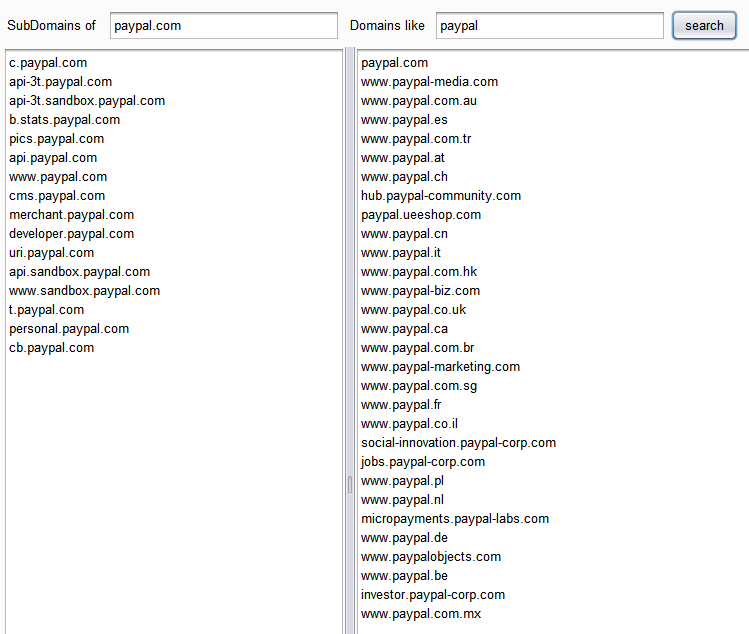 SubDomains of paypal.com Domains like paypal search
c.paypal.com
api-3t.paypal.com
api-3t.sandbox.paypal.com
b.stats.paypal.com
pics.paypal.com
api.paypal.com
www.paypal.com
cms.paypal.com
merchant.paypal.com
developer.paypal.com
uri.paypal.com
api.sandbox.paypal.com
www.sandbox.paypal.com
t.paypal.com
personal.paypal.com
cb.paypal.com
paypal.com
www.paypal-media.com
www.paypal.com.au
www.paypal.es
www.paypal.com.tr
www.paypal.at
www.paypal.ch
hub.paypal-community.com
paypal.ueeshop.com
www.paypal.cn
www.paypal.it
www.paypal.com.hk
www.paypal-biz.com
www.paypal.co.uk
www.paypal.ca
www.paypal.com.br
www.paypal-marketing.com
www.paypal.com.sg
www.paypal.fr
www.paypal.co.il
social-innovation.paypal-corp.com
jobs.paypal-corp.com
www.paypal.pl
www.paypal.nl
micropayments.paypal-labs.com
www.paypal.de
www.paypalobjects.com
www.paypal.be
investor.paypal-corp.com
www.paypal.com.mx